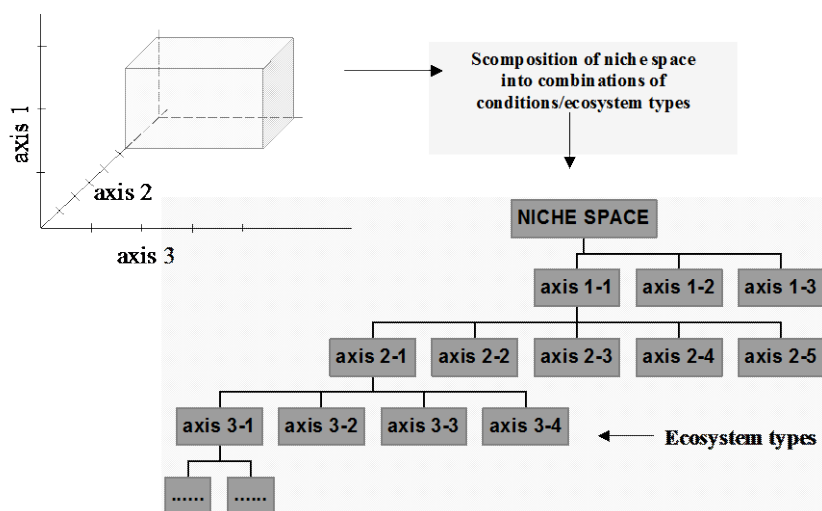 axis 1
axis 2
axis 3
Scomposition of niche space
into combinations of
conditions/ecosystem types
NICHE SPACE
axis 1-1
axis 1-2
axis 1-3
axis 2-1
axis 2-2
axis 2-3
axis 2-4
axis 2-5
axis 3-1
axis 3-2
axis 3-3
axis 3-4
Ecosystem types
......
......